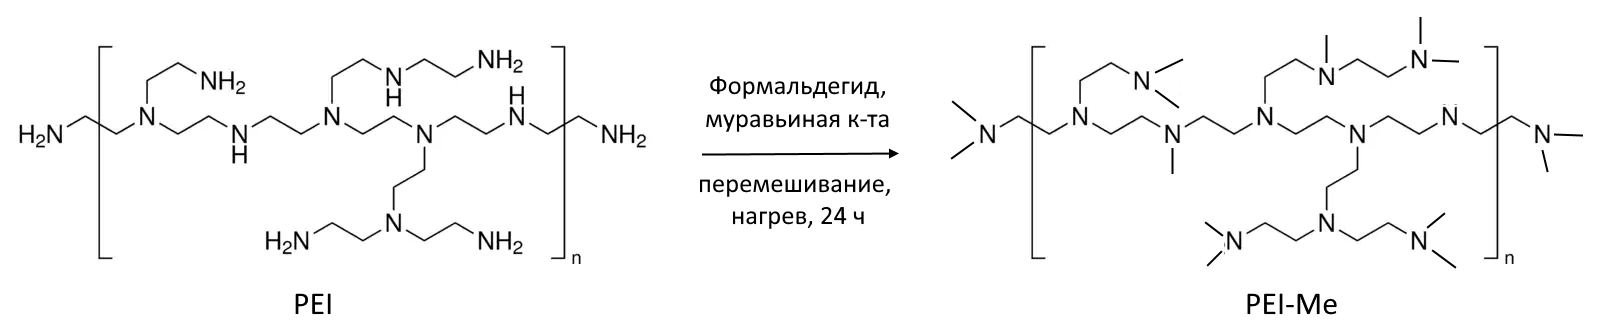 NH2
H
N
NH2
H2N
N
N
H
N
N
H
N
NH2
N
H2N
NH2
n
PEI
Формальдегид,
муравьиная к-та
перемешивание,
нагрев, 24 ч
N
N
N
N
N
N
N
N
N
N
N
N
N
n
PEI-Me